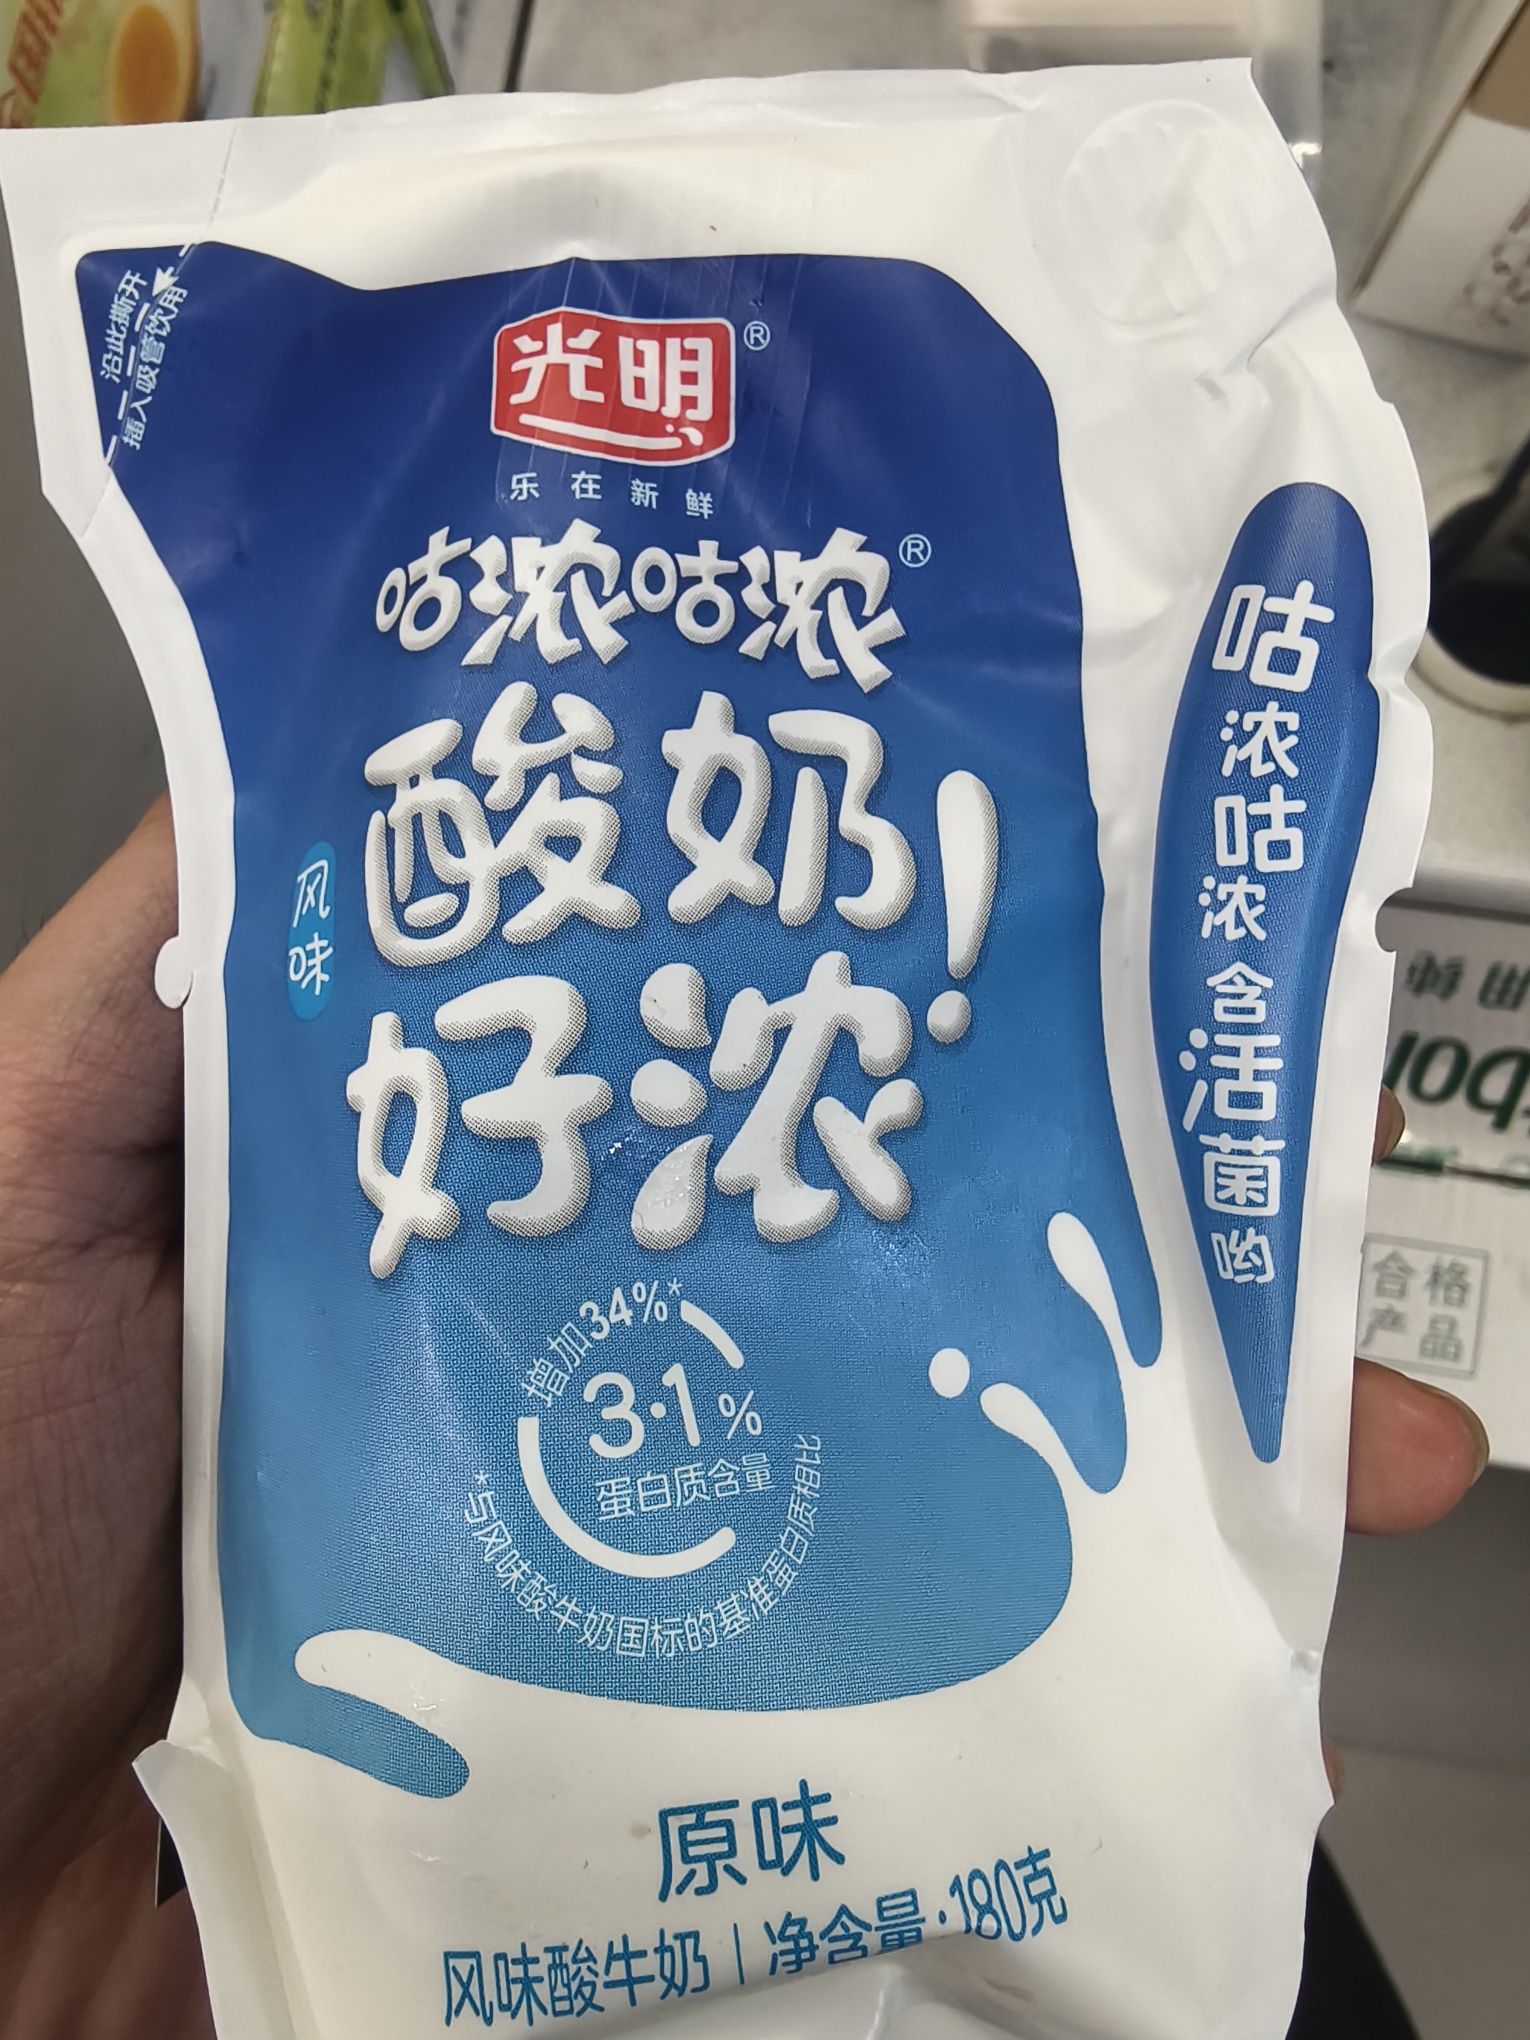 沿此撕开
插入吸管饮用
光明®
乐在新鲜
咕浓咕浓®
风味
酸奶!
好浓
增加34%*
3.1%
蛋白质含量
*与风味酸牛奶国标的基准蛋白质相比
原味
风味酸牛奶|净含量:180克
咕浓咕浓含活菌哟
合格
产品